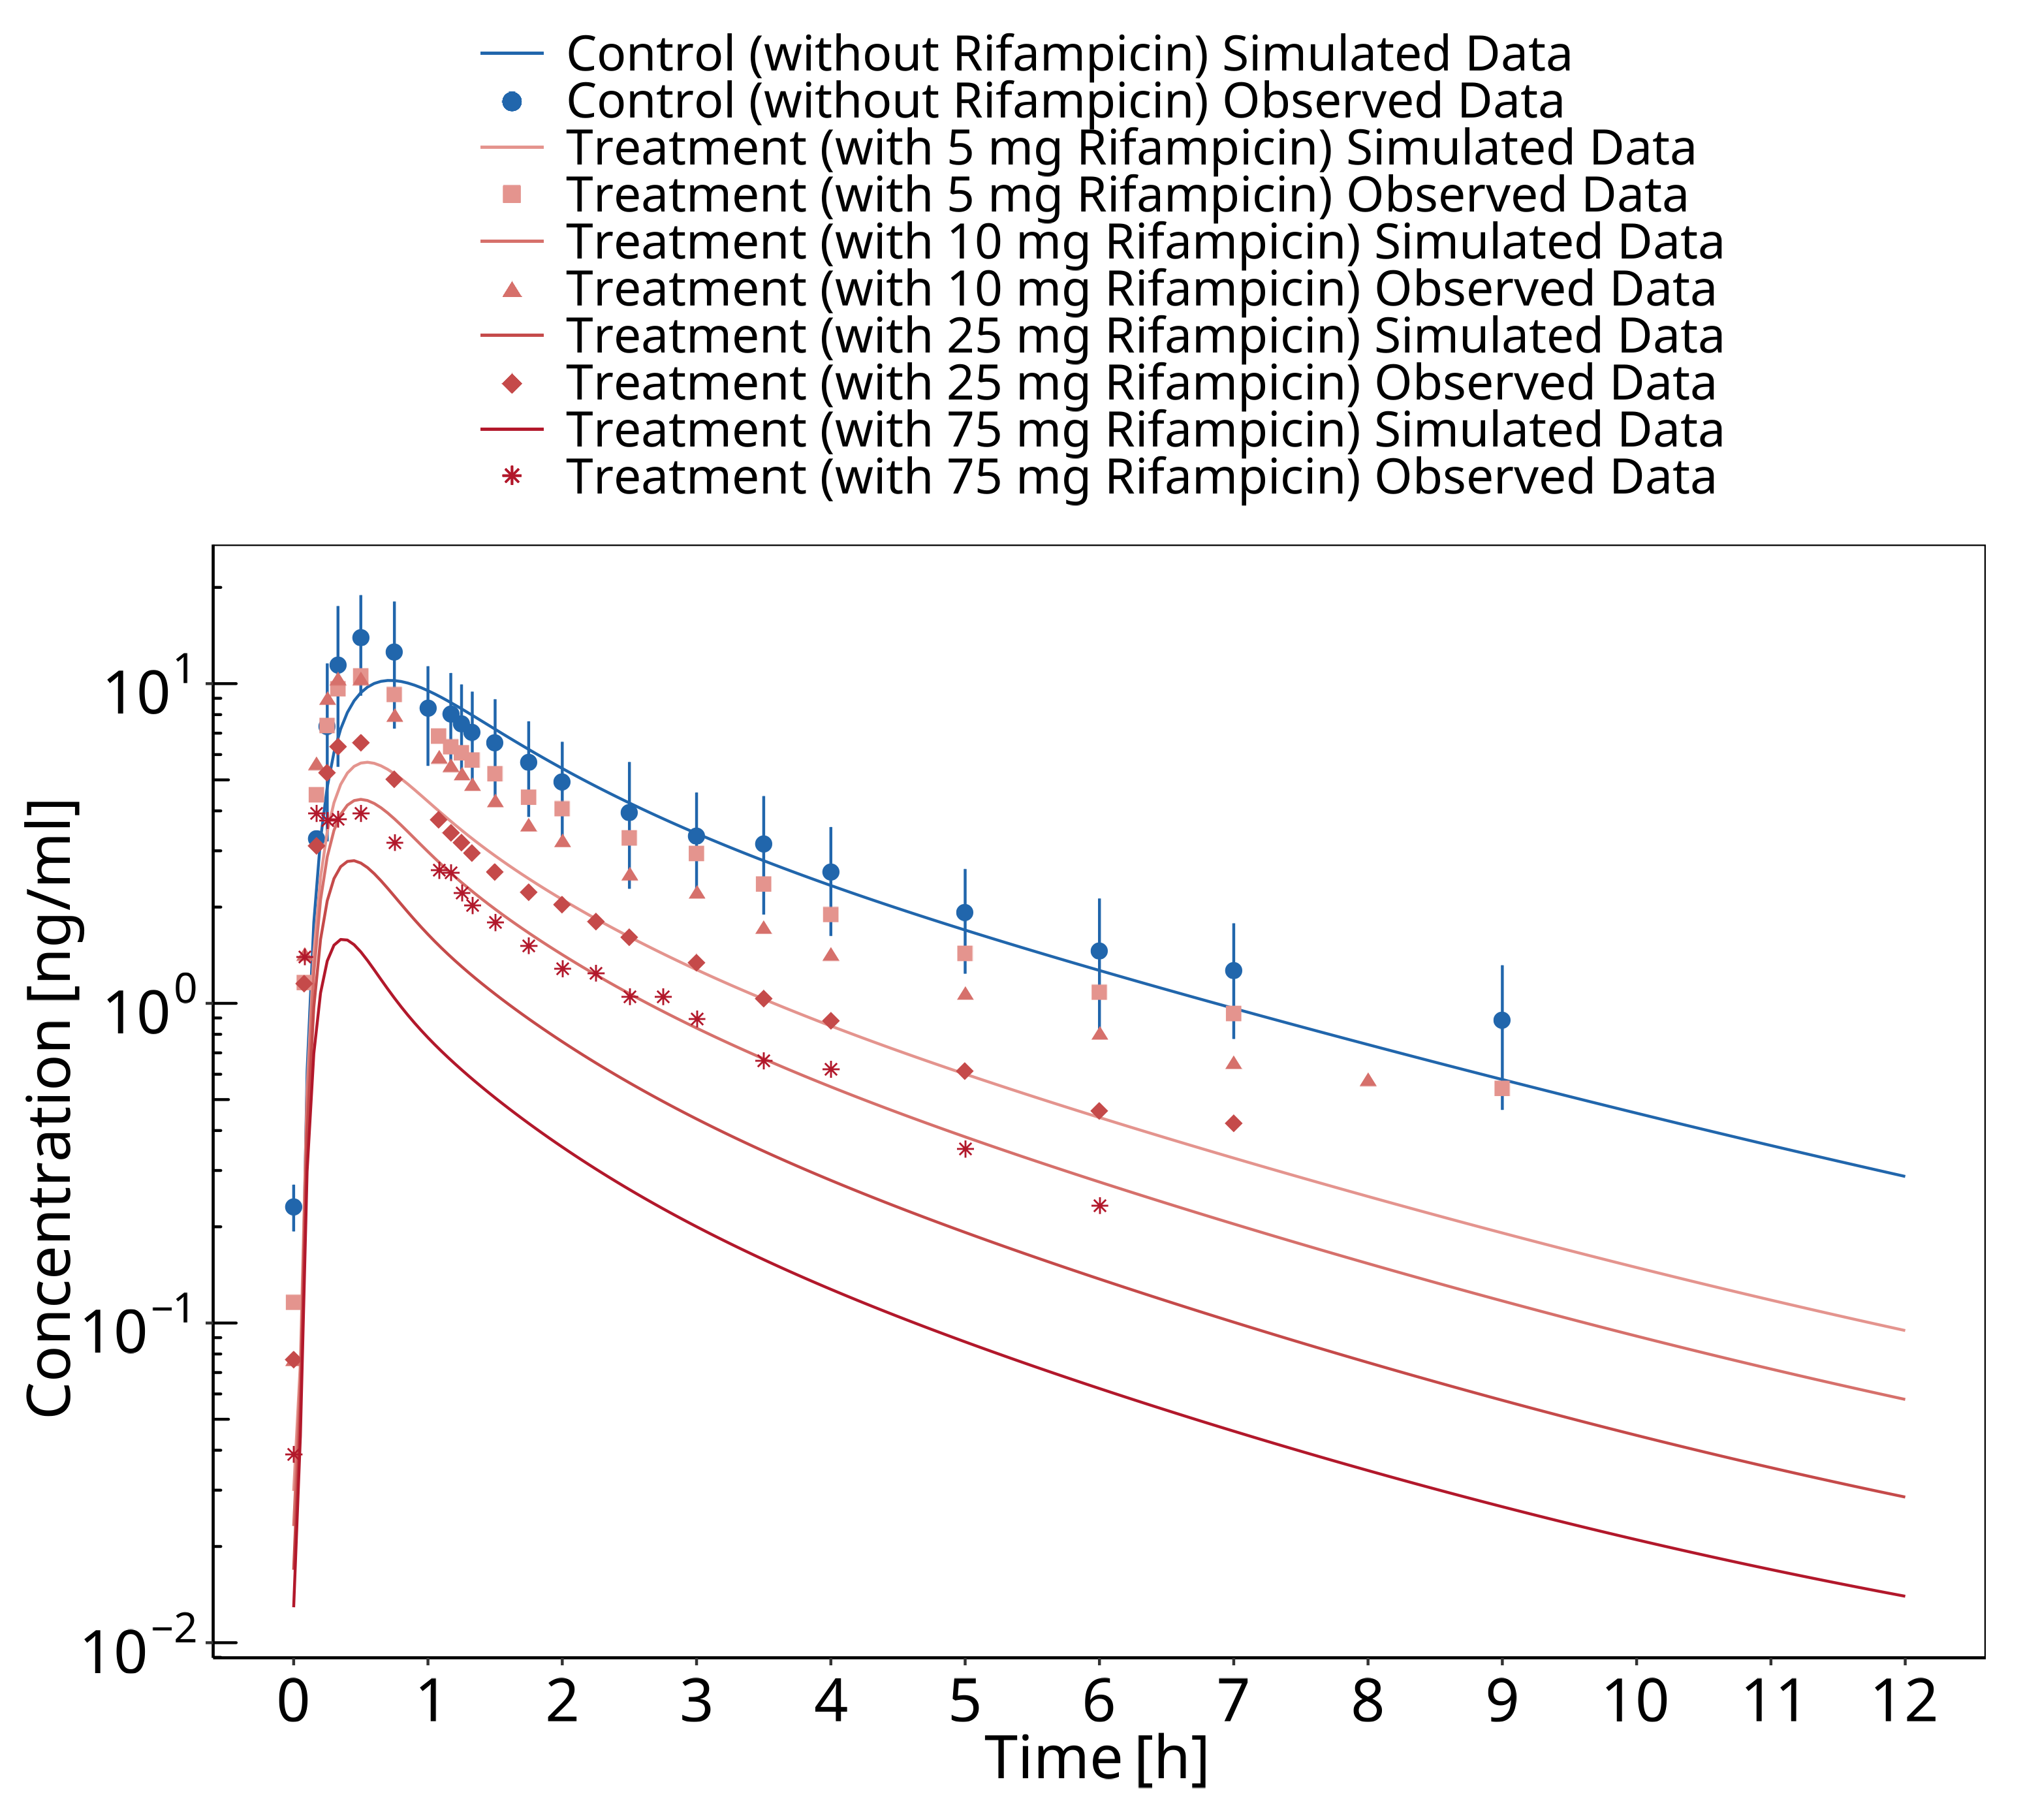 Control (without Rifampicin) Simulated Data
Control (without Rifampicin) Observed Data
Treatment (with 5 mg Rifampicin) Simulated Data
Treatment (with 5 mg Rifampicin) Observed Data
Treatment (with 10 mg Rifampicin) Simulated Data
Treatment (with 10 mg Rifampicin) Observed Data
Treatment (with 25 mg Rifampicin) Simulated Data
Treatment (with 25 mg Rifampicin) Observed Data
Treatment (with 75 mg Rifampicin) Simulated Data
Treatment (with 75 mg Rifampicin) Observed Data
Concentration [ng/ml]
10¹
10⁰
10⁻¹
10⁻²
0 1 2 3 4 5 6 7 8 9 10 11 12
Time [h]